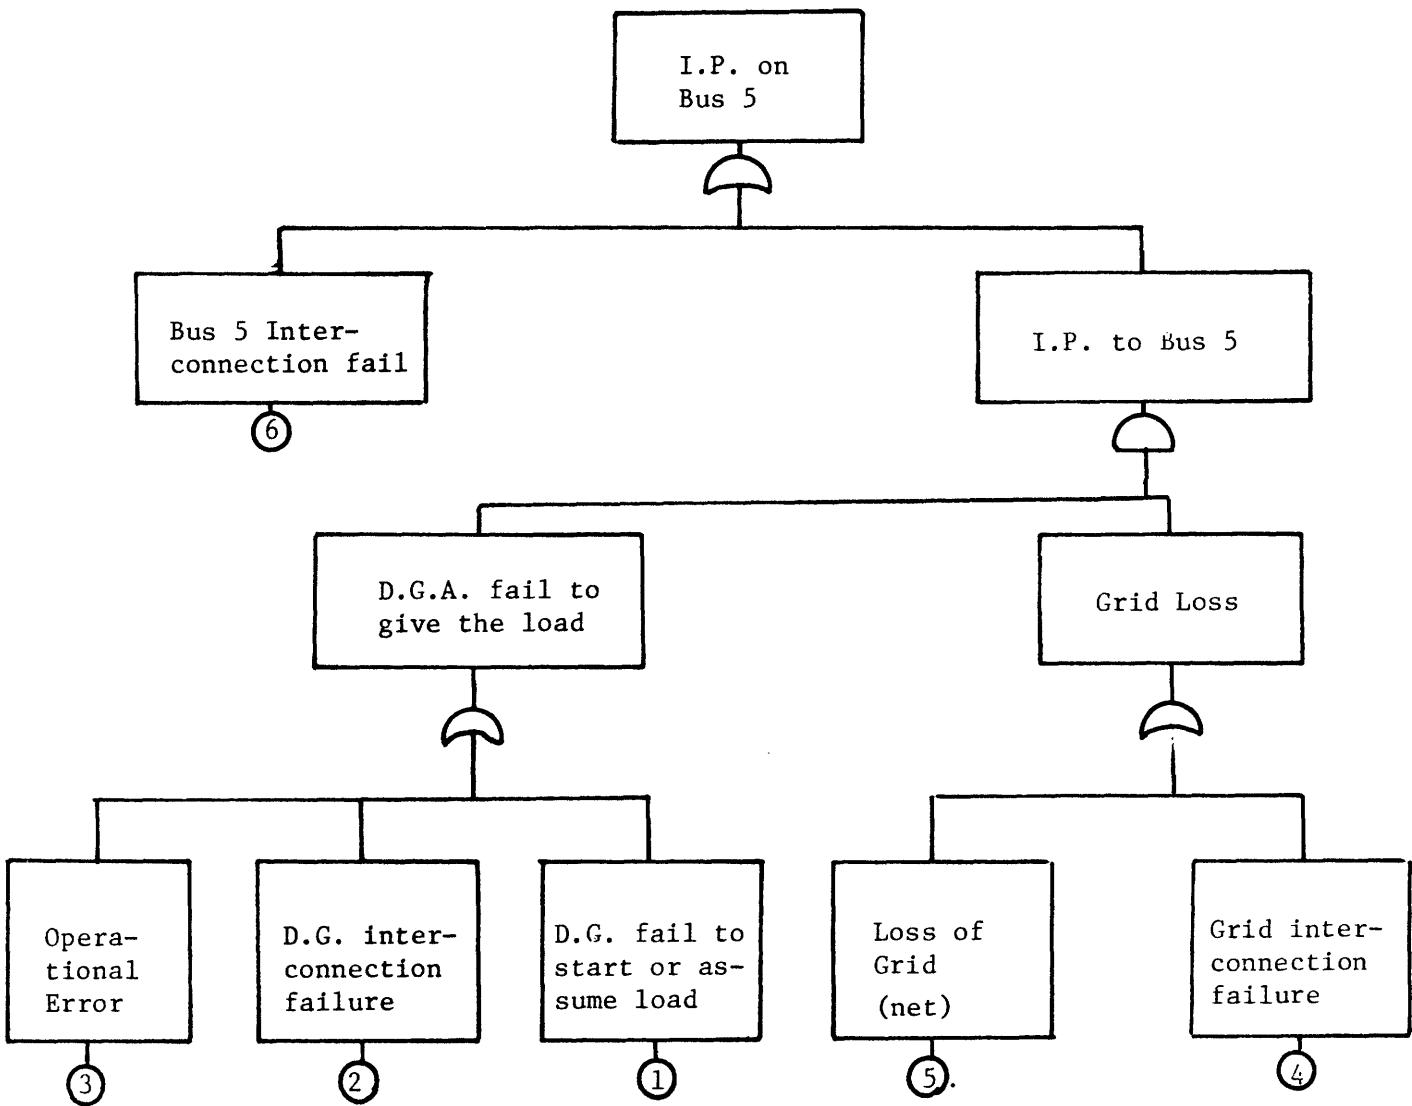 I.P. on
Bus 5
Bus 5 Inter-
connection fail
I.P. to Bus 5
6
D.G.A. fail to
give the load
Grid Loss
Opera-
tional
Error
D.G. inter-
connection
failure
D.G. fail to
start or as-
sume load
Loss of
Grid
(net)
Grid inter-
connection
failure
3
2
1
5.
4